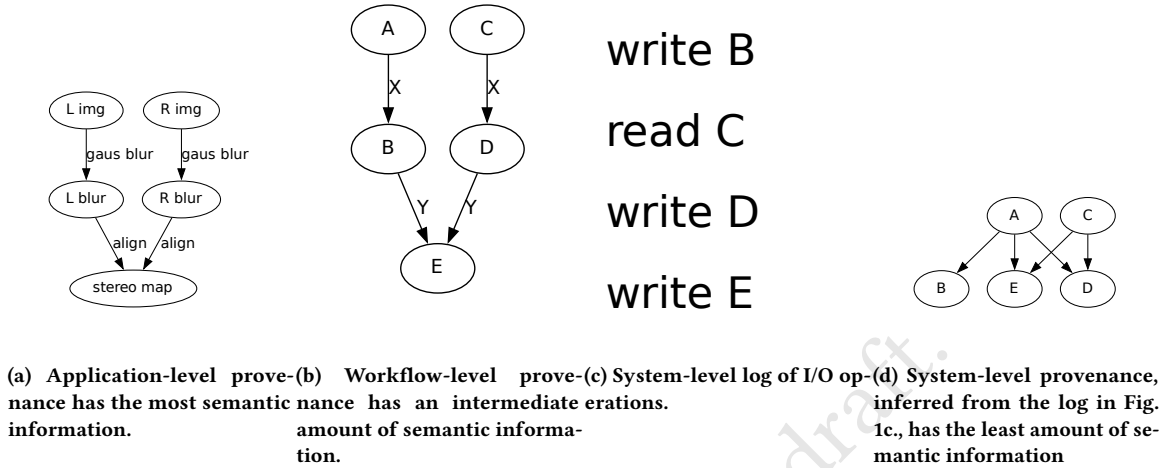 L img
R img
gaus blur
gaus blur
L blur
R blur
align
align
stereo map
A
C
X
X
B
D
Y
Y
E
write B
read C
write D
write E
A
C
B
E
D
(a) Application-level prove-
nance has the most semantic
information.
(b) Workflow-level prove-
nance has an intermediate
amount of semantic informa-
tion.
(c) System-level log of I/O op-
erations.
(d) System-level provenance,
inferred from the log in Fig.
1c., has the least amount of se-
mantic information
draft.